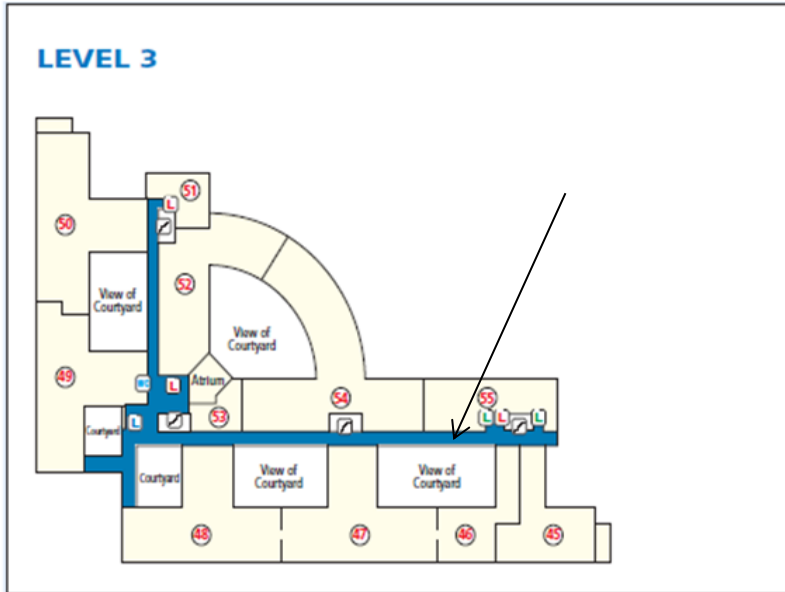 LEVEL 3
51
L
50
52
View of
Courtyard
View of
Courtyard
49
WC
L
Atrium
54
55
53
L
L
L
L
Courtyard
Courtyard
View of
Courtyard
View of
Courtyard
48
47
46
45